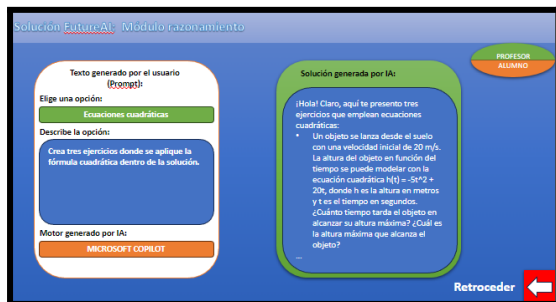 Solución FutureAI- Modulo razonamiento
PROFESOR
ALUMNO
Texto generado por el usuario
(Prompt):
Elige una opción:
Ecuaciones cuadráticas
Describe la opción:
Crea tres ejercicios donde se aplique la
fórmula cuadrática dentro de la solución.
Motor generado por IA:
MICROSOFT COPILOT
Solución generada por IA:
¡Hola! Claro, aquí te presento tres
ejercicios que emplean ecuaciones
cuadráticas:
• Un objeto se lanza desde el suelo
con una velocidad inicial de 20 m/s.
La altura del objeto en función del
tiempo se puede modelar con la
ecuación cuadrática h(t) = -5t^2 +
20t, donde h es la altura en metros
y t es el tiempo en segundos.
¿Cuánto tiempo tarda el objeto en
alcanzar su altura máxima? ¿Cuál es
la altura máxima que alcanza el
objeto?
...
Retroceder